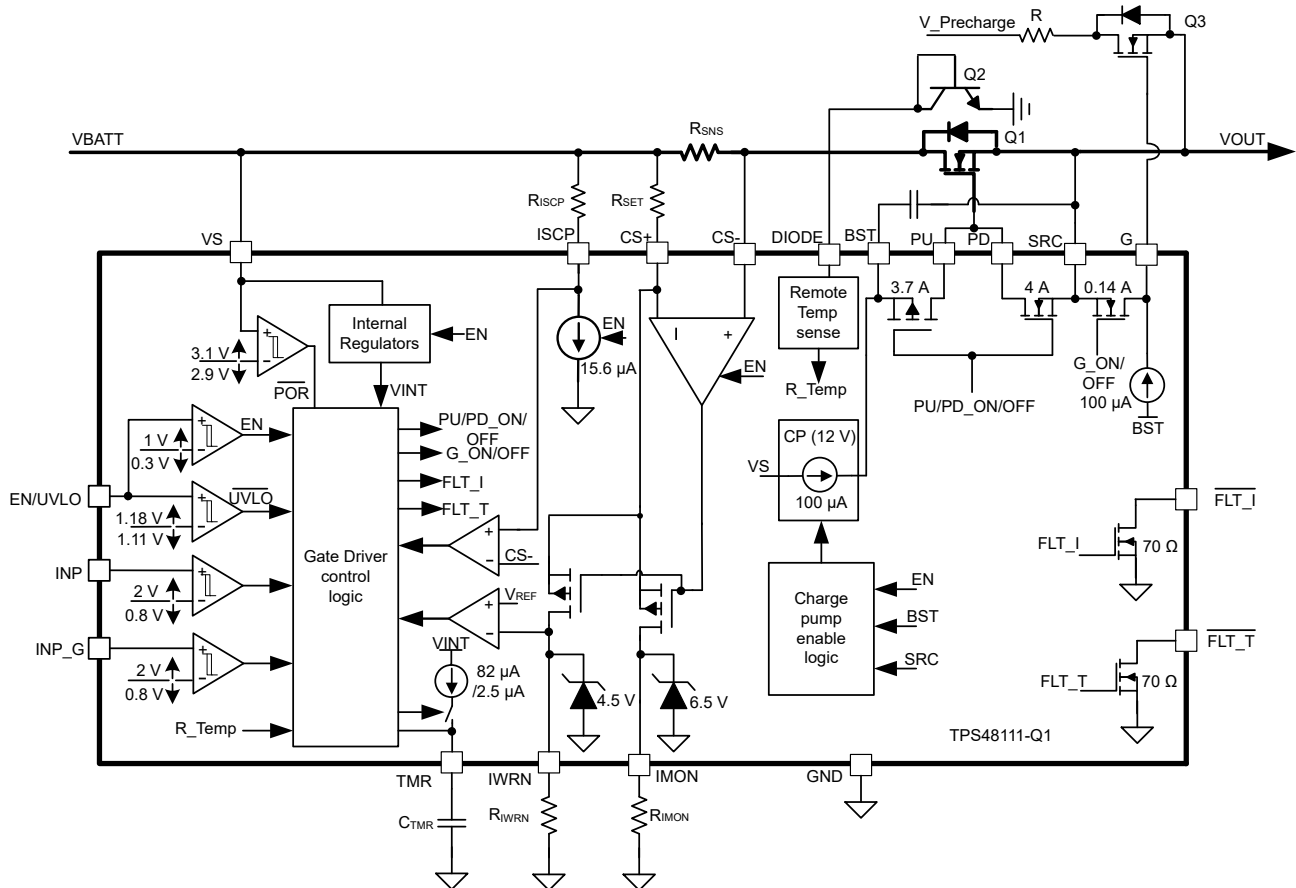 V_Precharge
R
Q3
Q2
VBATT
RSNS
Q1
VOUT
RISCP
RSET
VS
ISCP
CS+
CS-
DIODE
BST
PU
PD
SRC
G
3.7 A
4 A
0.14 A
Internal
Regulators
EN
EN
Remote
Temp
sense
I
+
3.1 V
2.9 V
+
-
15.6 µA
EN
R_Temp
G_ON/
OFF
100 µA
PU/PD_ON/OFF
BST
POR
VINT
PU/PD_ON/
OFF
G_ON/OFF
FLT_I
FLT_T
EN
+
-
1 V
0.3 V
CP (12 V)
VS
100 µA
EN/UVLO
UVLO
+
-
1.18 V
1.11 V
FLT_I
FLT_I
70 Ω
Gate Driver
control
logic
+
-
CS-
INP
+
-
2 V
0.8 V
Charge
pump
enable
logic
EN
BST
SRC
VREF
+
-
INP_G
+
-
2 V
0.8 V
VINT
82 µA
/2.5 µA
4.5 V
6.5 V
FLT_T
FLT_T
70 Ω
R_Temp
TPS48111-Q1
TMR
IWRN
IMON
GND
CTMR
RIWRN
RIMON